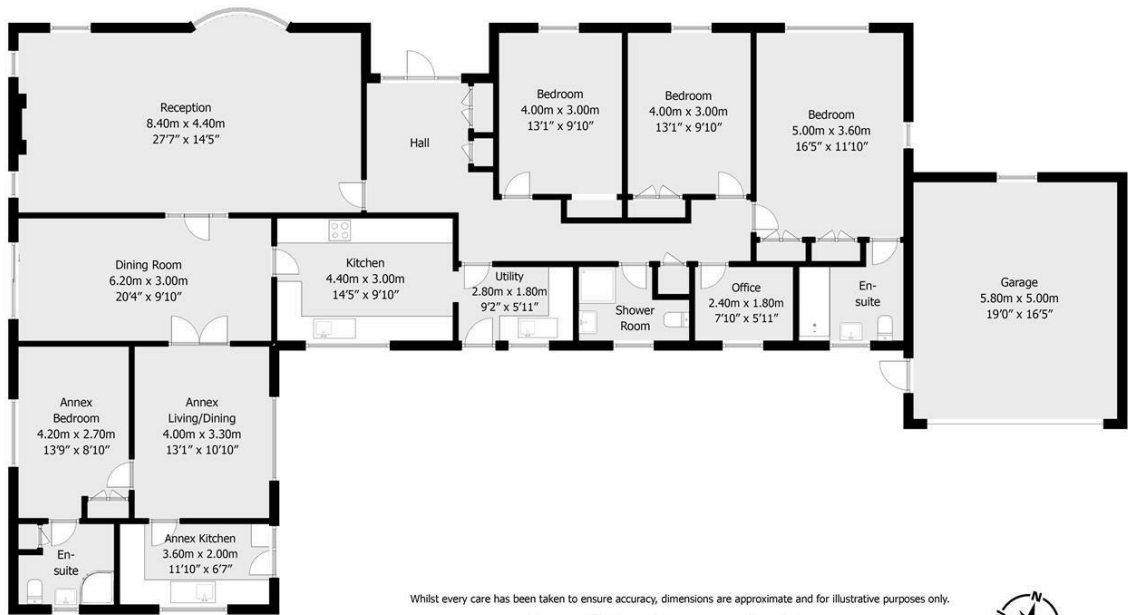 Reception
8.40m x 4.40m
27'7" x 14'5"
Hall
Bedroom
4.00m x 3.00m
13'1" x 9'10"
Bedroom
4.00m x 3.00m
13'1" x 9'10"
Bedroom
5.00m x 3.60m
16'5" x 11'10"
Dining Room
6.20m x 3.00m
20'4" x 9'10"
Kitchen
4.40m x 3.00m
14'5" x 9'10"
Utility
2.80m x 1.80m
9'2" x 5'11"
Shower
Room
Office
2.40m x 1.80m
7'10" x 5'11"
En-
suite
Garage
5.80m x 5.00m
19'0" x 16'5"
Annex
Bedroom
4.20m x 2.70m
13'9" x 8'10"
Annex
Living/Dining
4.00m x 3.30m
13'1" x 10'10"
En-
suite
Annex Kitchen
3.60m x 2.00m
11'10" x 6'7"
Whilst every care has been taken to ensure accuracy, dimensions are approximate and for illustrative purposes only.
N